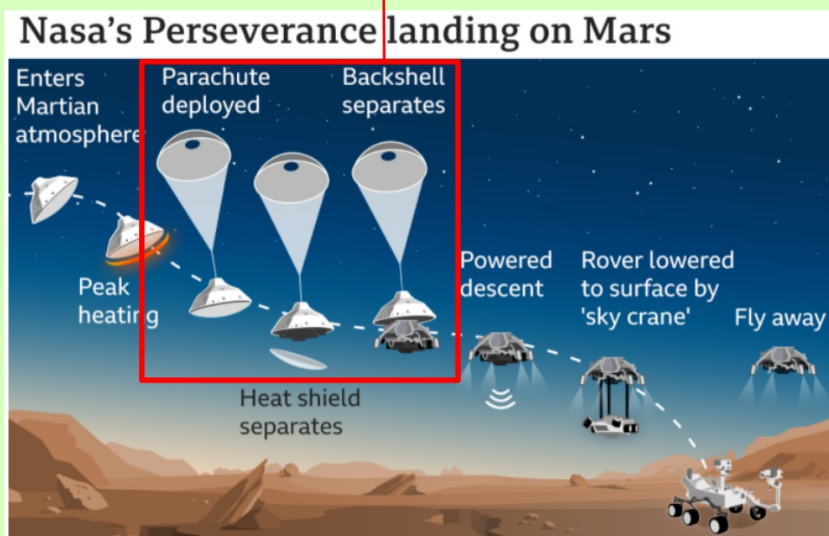 Nasa's Perseverance landing on Mars
Enters
Martian
atmosphere
Parachute
deployed
Backshell
separates
Peak
heating
Heat shield
separates
Powered
descent
Rover lowered
to surface by
'sky crane'
Fly away